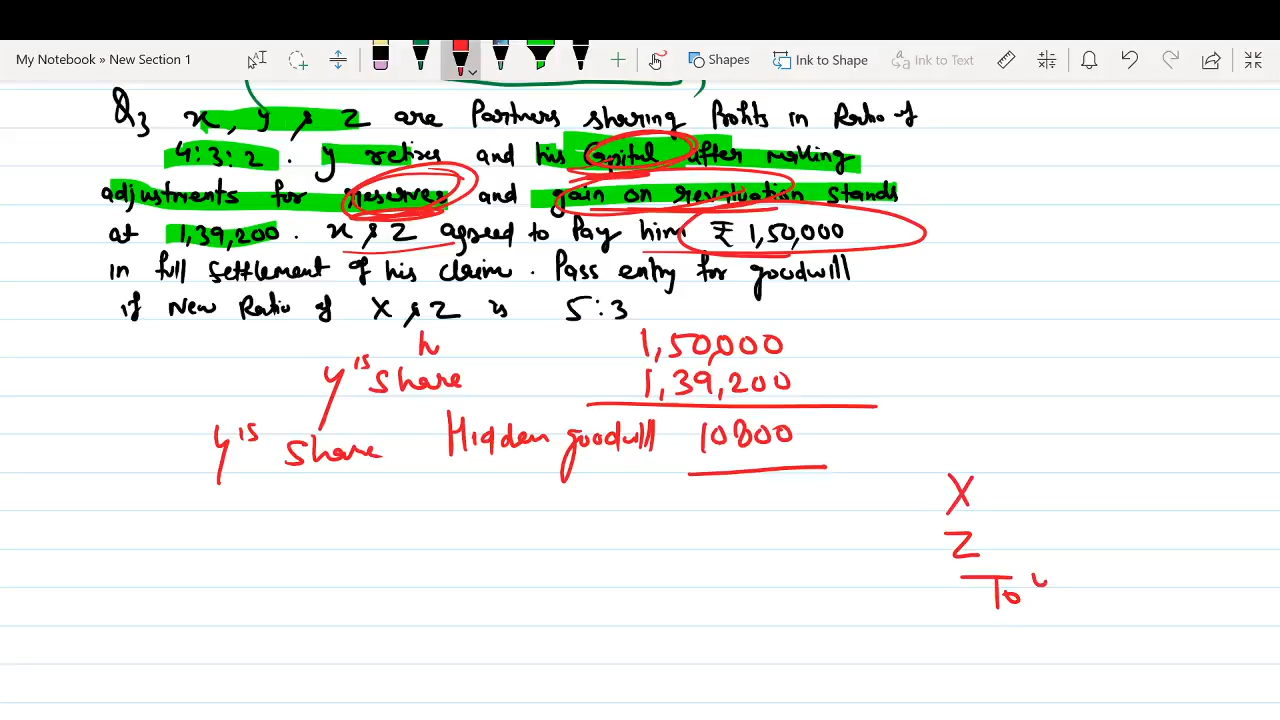 My Notebook » New Section 1
Shapes
Ink to Shape
Ink to Text
Q3 x, y, & z are Partners sharing Profits in Ratio of
4:3:2. y retires and his capital after making
adjustments for reserves and gain on revaluation stands
at 1,39,200. x & z agreed to Pay him ₹ 1,50,000
in full settlement of his claim. Pass entry for goodwill
if New Ratio of X & Z is 5:3
h 1,50,000
y's share 1,39,200
y's share Hidden goodwill 10800
X
Z
To